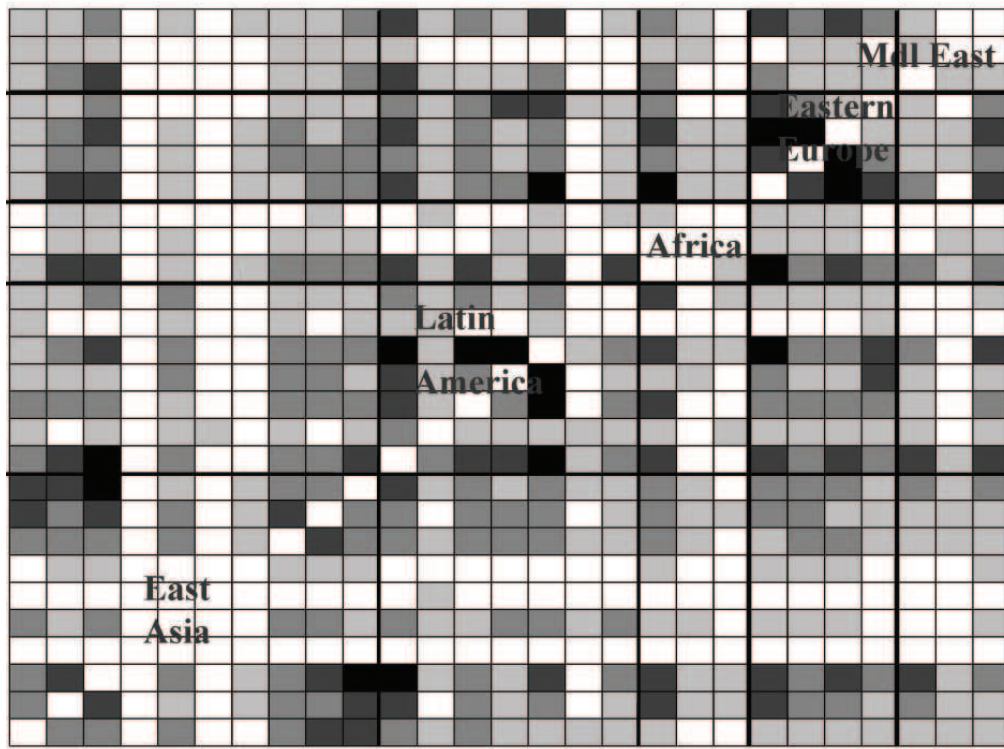 Mdl East
Eastern
Europe
Africa
Latin
America
East
Asia